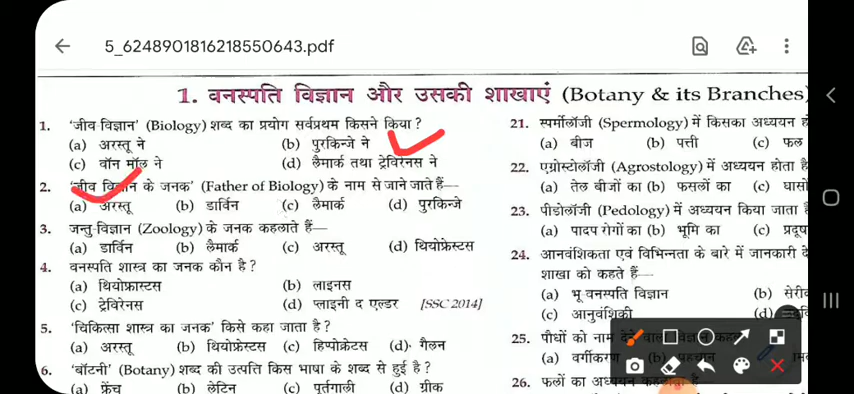 5_6248901816218550643.pdf
1. वनस्पति विज्ञान और उसकी शाखाएं (Botany & its Branches)
1. 'जीव विज्ञान' (Biology) शब्द का प्रयोग सर्वप्रथम किसने किया?
(a) अरस्तू ने (b) पुरकिन्जे ने
(c) वॉन मॉल ने (d) लैमार्क तथा ट्रेविरेनस ने
2. 'जीव विज्ञान के जनक' (Father of Biology) के नाम से जाने जाते हैं—
(a) अरस्तू (b) डार्विन (c) लैमार्क (d) पुरकिन्जे
3. जन्तु-विज्ञान (Zoology) के जनक कहलाते हैं—
(a) डार्विन (b) लैमार्क (c) अरस्तू (d) थियोफ्रेस्टस
4. वनस्पति शास्त्र का जनक कौन है?
(a) थियोफ्रास्टस (b) लाइनस
(c) ट्रेविरेनस (d) प्लाइनी द एल्डर [SSC 2014]
5. 'चिकित्सा शास्त्र का जनक' किसे कहा जाता है?
(a) अरस्तू (b) थियोफ्रेस्टस (c) हिप्पोक्रेटस (d) गैलन
6. 'बॉटनी' (Botany) शब्द की उत्पति किस भाषा के शब्द से हुई है?
(a) फ्रेंच (b) लेटिन (c) पुर्तगाली (d) ग्रीक
21. स्पर्मोलॉजी (Spermology) में किसका अध्ययन
(a) बीज (b) पत्ती (c) फल
22. एग्रोस्टोलॉजी (Agrostology) में अध्ययन होता है
(a) तेल बीजों का (b) फसलों का (c) घासों
23. पीडोलॉजी (Pedology) में अध्ययन किया जाता
(a) पादप रोगों का (b) भूमि का (c) प्रदूष
24. आनवंशिकता एवं विभिन्नता के बारे में जानकारी दे
शाखा को कहते हैं—
(a) भू वनस्पति विज्ञान (b) सेरी
(c) आनुवंशिकी (d)
25. पौधों को नाम देने वाला विज्ञान
(a) वर्गीकरण (b) पहचान
26. फलों का अध्ययन कहलाता है